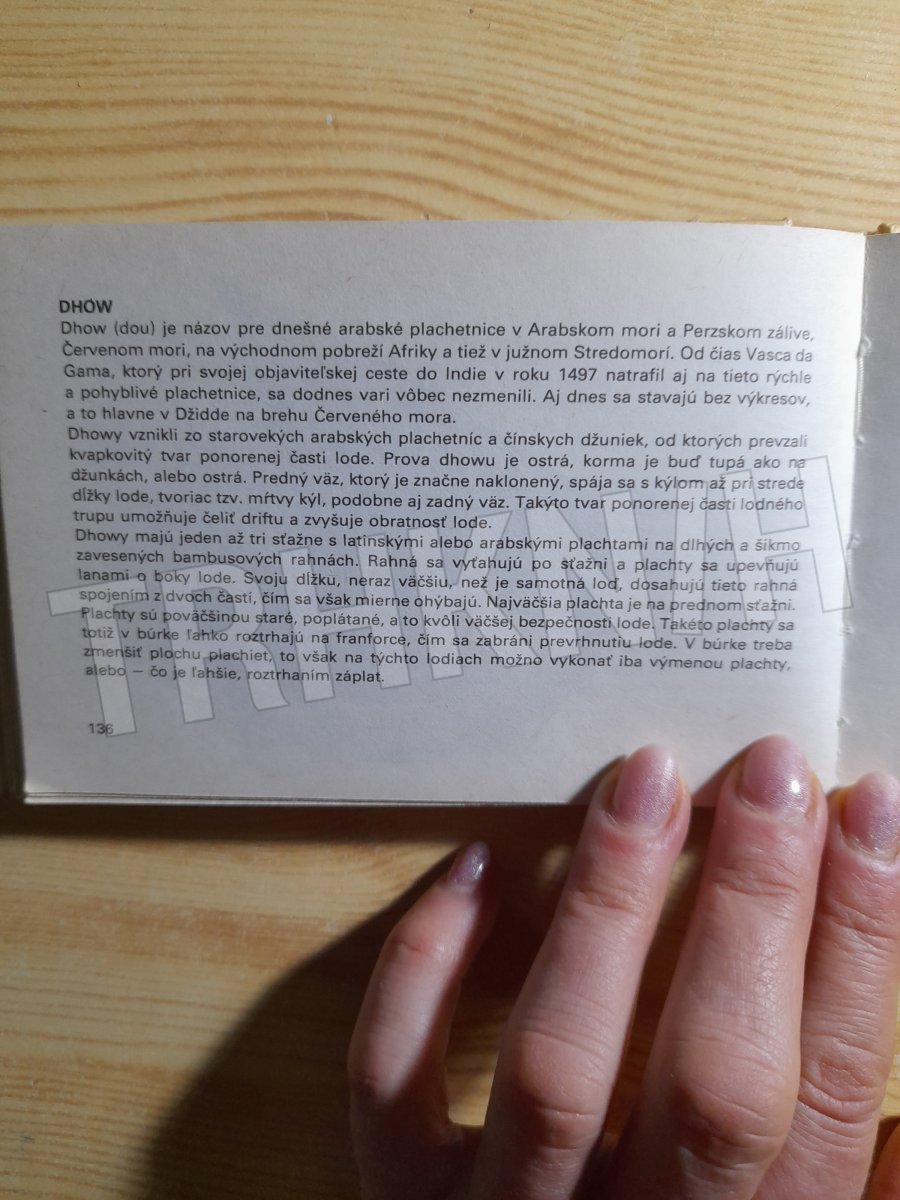 DHOW
Dhow (dou) je názov pre dnešné arabské plachetnice v Arabskom mori a Perzskom zálive,
Červenom mori, na východnom pobreží Afriky a tiež v južnom Stredomorí. Od čias Vasca da
Gama, ktorý pri svojej objaviteľskej ceste do Indie v roku 1497 natrafil aj na tieto rýchle
a pohyblivé plachetnice, sa dodnes vari vôbec nezmenili. Aj dnes sa stavajú bez výkresov,
a to hlavne v Džidde na brehu Červeného mora.
Dhowy vznikli zo starovekých arabských plachetníc a čínskych džuniek, od ktorých prevzali
kvapkovitý tvar ponorenej časti lode. Prova dhowu je ostrá, korma je buď tupá ako na
džunkách, alebo ostrá. Predný väz, ktorý je značne naklonený, spája sa s kýlom až pri strede
dĺžky lode, tvoriac tzv. mŕtvy kýl, podobne aj zadný väz. Takýto tvar ponorenej časti lodného
trupu umožňuje čeliť driftu a zvyšuje obratnosť lode.
Dhowy majú jeden až tri sťažne s latinskými alebo arabskými plachtami na dlhých a šikmo
zavesených bambusových rahnách. Rahná sa vyťahujú po sťažni a plachty sa upevňujú
lanami o boky lode. Svoju dĺžku, neraz väčšiu, než je samotná loď, dosahujú tieto rahná
spojením z dvoch častí, čím sa však mierne ohýbajú. Najväčšia plachta je na prednom sťažni.
Plachty sú poväčšinou staré, poplátané, a to kvôli väčšej bezpečnosti lode. Takéto plachty sa
totiž v búrke ľahko roztrhajú na franforce, čím sa zabráni prevrhnutiu lode. V búrke treba
zmenšiť plochu plachiet, to však na týchto lodiach možno vykonať iba výmenou plachty,
alebo – čo je ľahšie, roztrhaním záplat.
136
TRHKNIH